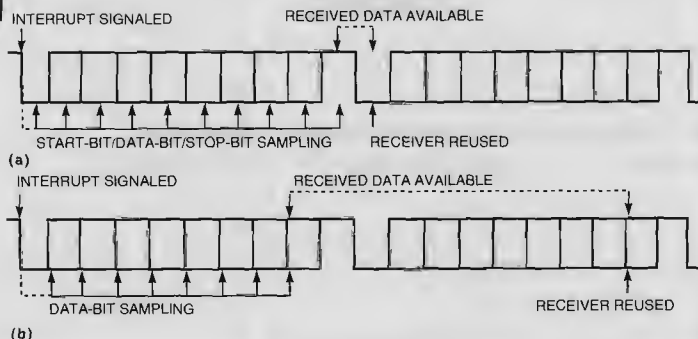 INTERRUPT SIGNALED
RECEIVED DATA AVAILABLE
START-BIT/DATA-BIT/STOP-BIT SAMPLING
RECEIVER REUSED
(a)
INTERRUPT SIGNALED
RECEIVED DATA AVAILABLE
DATA-BIT SAMPLING
RECEIVER REUSED
(b)